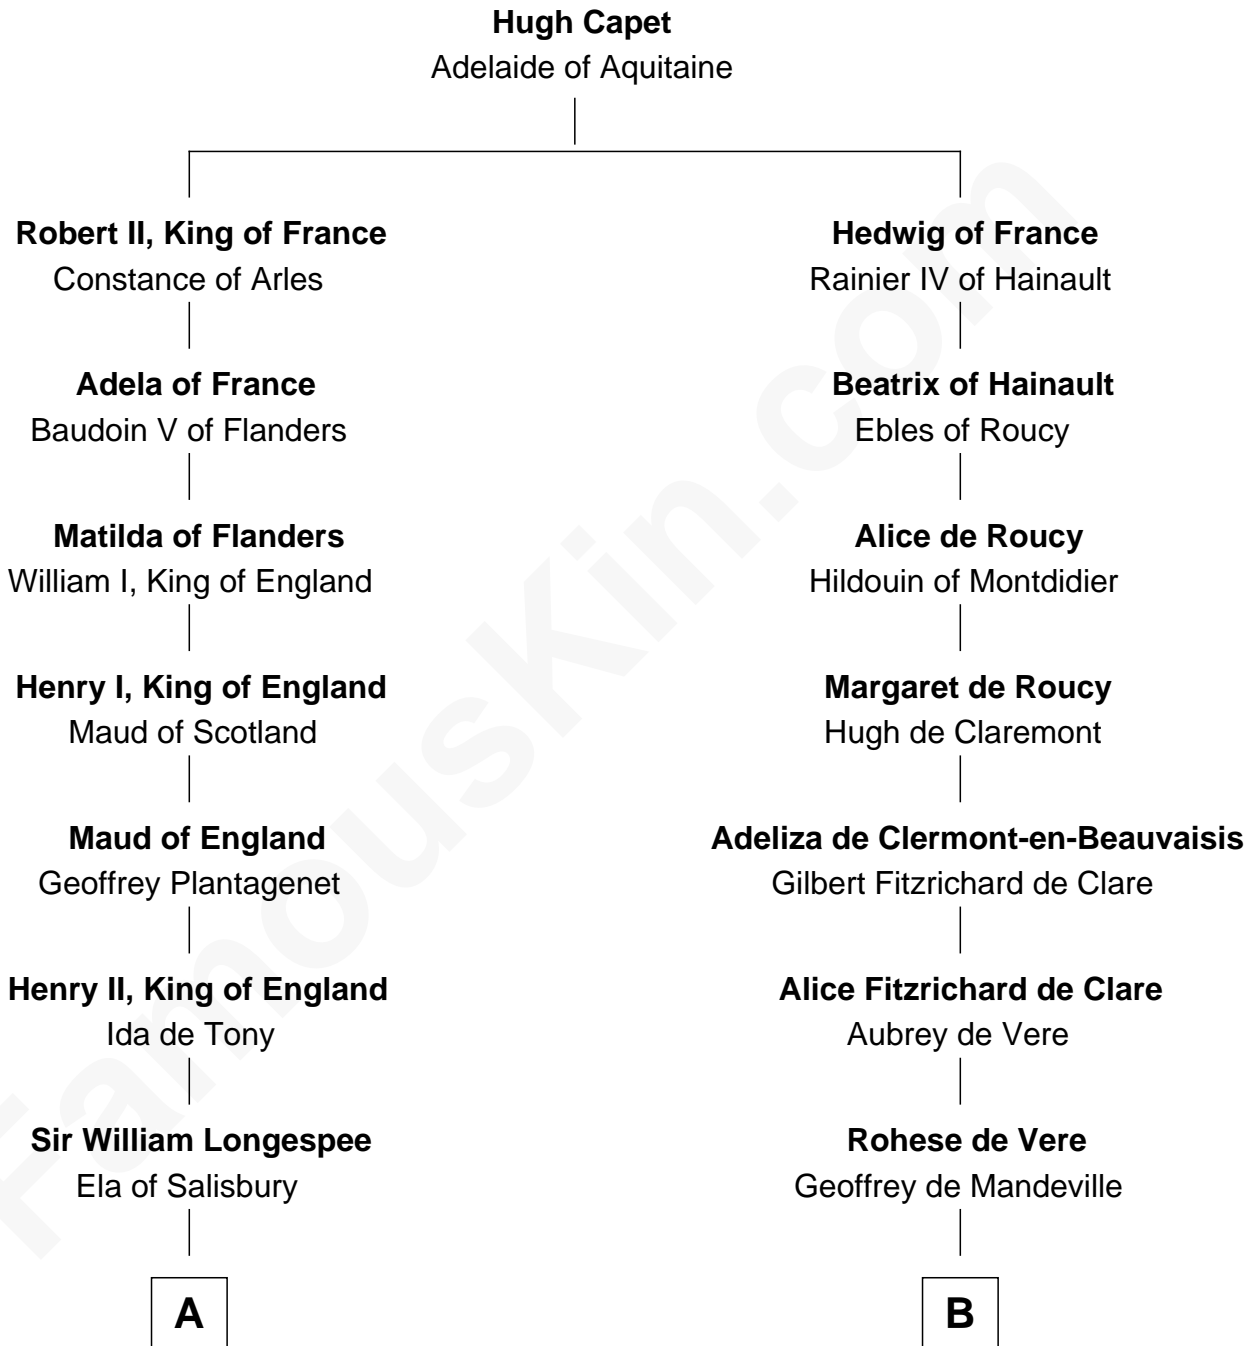 Hugh Capet
Adelaide of Aquitaine
Robert II, King of France
Constance of Arles
Hedwig of France
Rainier IV of Hainault
Adela of France
Baudoin V of Flanders
Beatrix of Hainault
Ebles of Roucy
Matilda of Flanders
William I, King of England
Alice de Roucy
Hildouin of Montdidier
Henry I, King of England
Maud of Scotland
Margaret de Roucy
Hugh de Claremont
Maud of England
Geoffrey Plantagenet
Adeliza de Clermont-en-Beauvaisis
Gilbert Fitzrichard de Clare
Henry II, King of England
Ida de Tony
Alice Fitzrichard de Clare
Aubrey de Vere
Sir William Longespee
Ela of Salisbury
Rohese de Vere
Geoffrey de Mandeville
A
B
FamousKin.com